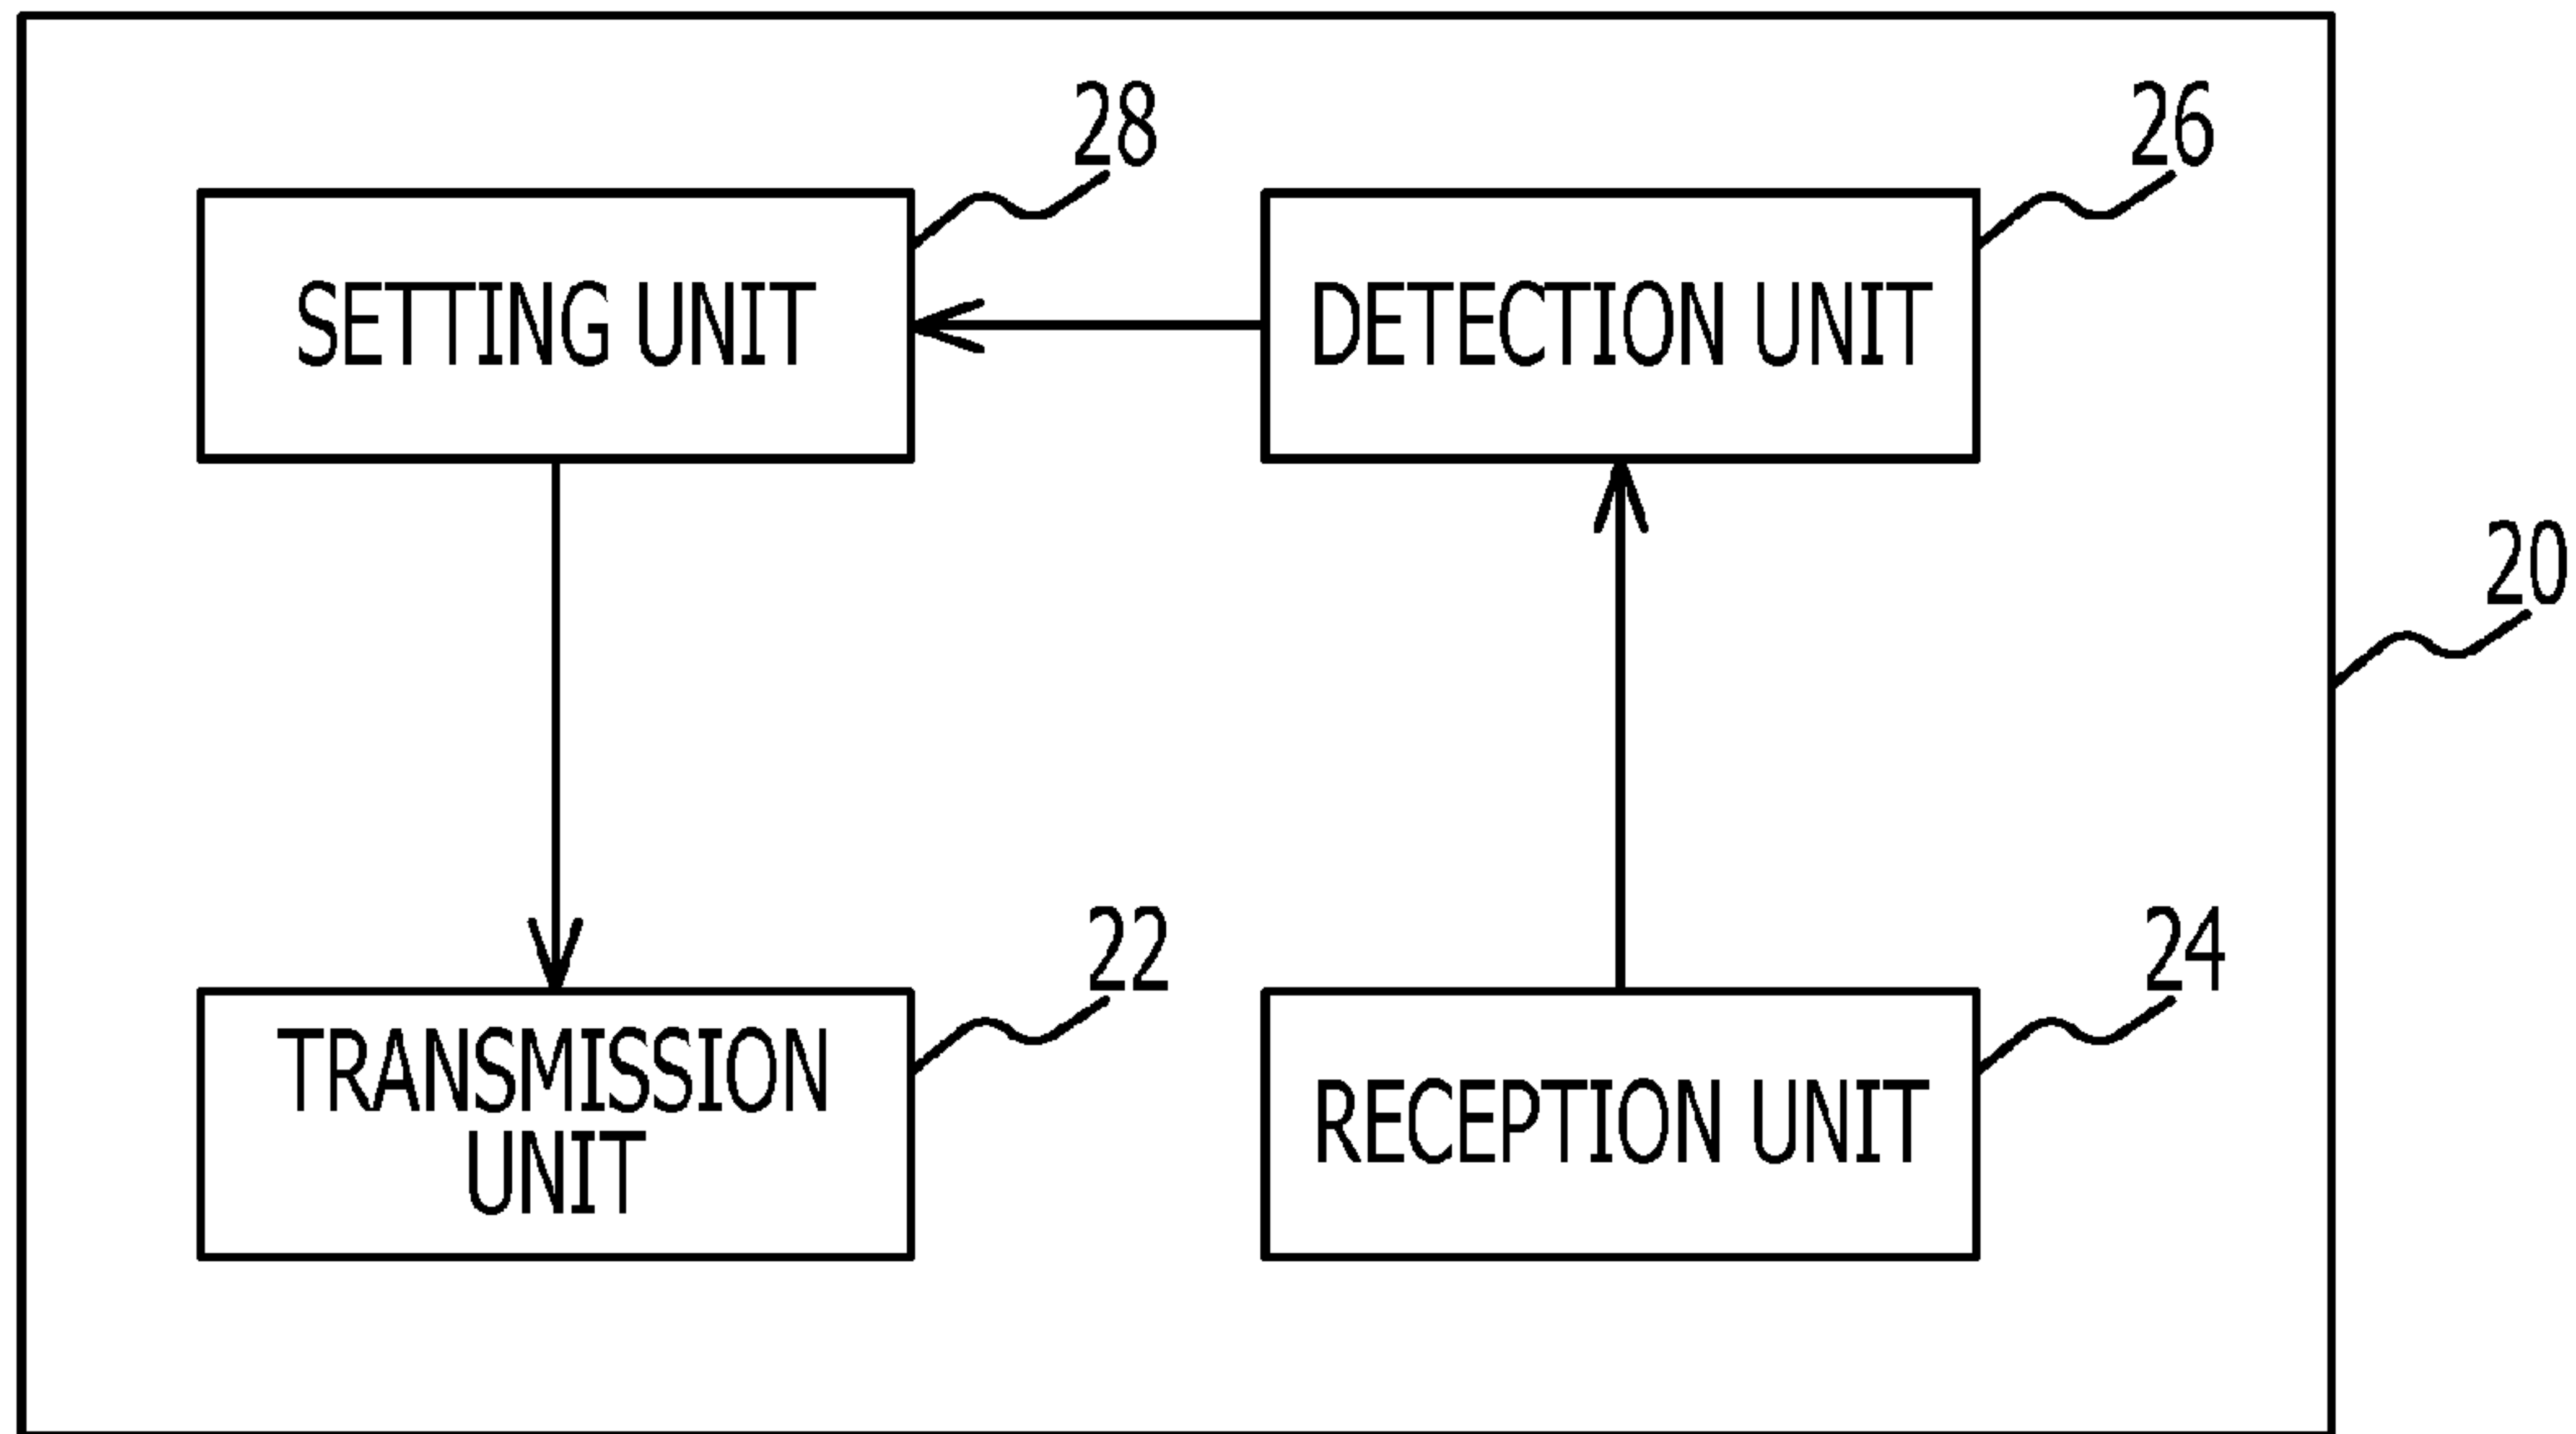 28
26
SETTING UNIT
DETECTION UNIT
20
22
24
TRANSMISSION
UNIT
RECEPTION UNIT